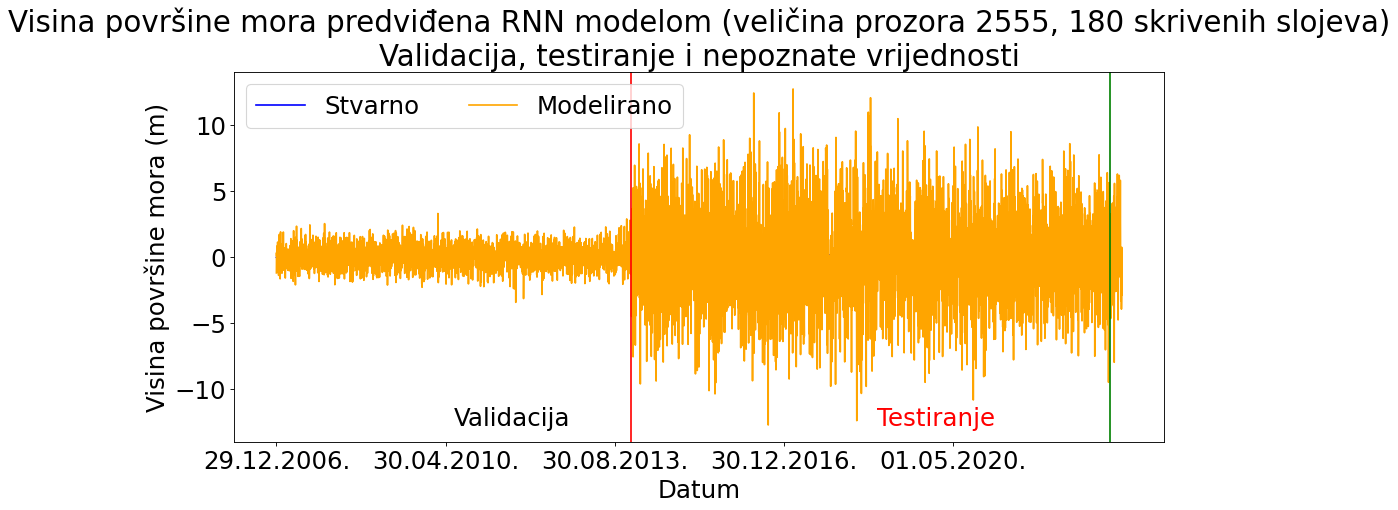 Visina površine mora predviđena RNN modelom (veličina prozora 2555, 180 skrivenih slojeva)
Validacija, testiranje i nepoznate vrijednosti
Stvarno
Modelirano
Visina površine mora (m)
10
5
0
−5
−10
Validacija
Testiranje
29.12.2006.
30.04.2010.
30.08.2013.
30.12.2016.
01.05.2020.
Datum